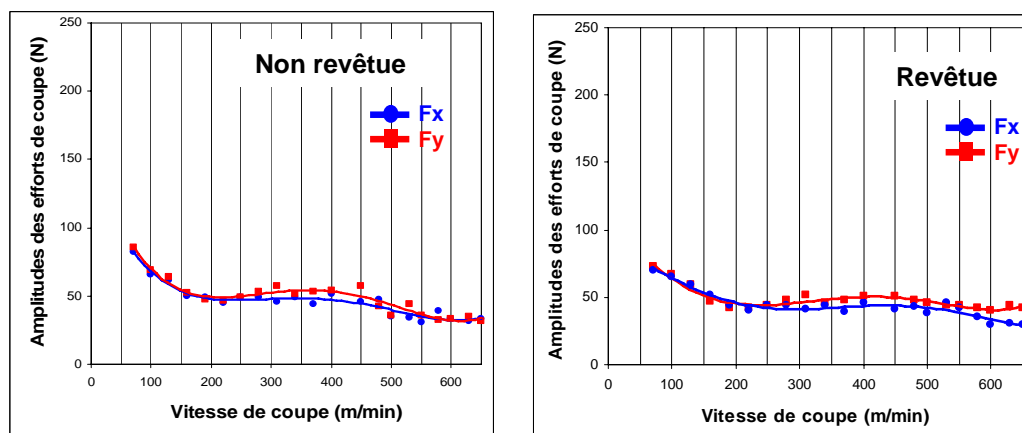 250
200
150
100
50
0
Amplitudes des efforts de coupe (N)
Non revêtue
Fx
Fy
0 100 200 300 400 500 600
Vitesse de coupe (m/min)
250
200
150
100
50
0
Amplitudes des efforts de coupe (N)
Revêtue
Fx
Fy
0 100 200 300 400 500 600
Vitesse de coupe (m/min)